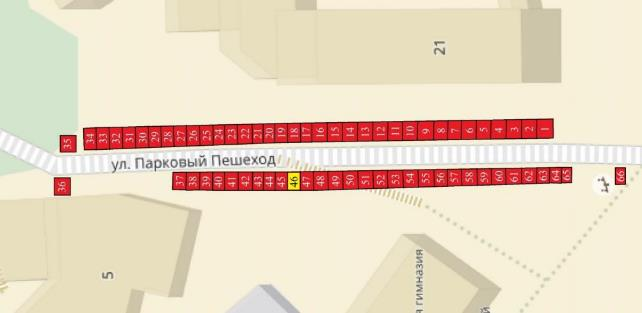 21
35 34 33 32 31 30 29 28 27 26 25 24 23 22 21 20 19 18 17 16 15 14 13 12 11 10 9 8 7 6 5 4 3 2 1
ул. Парковый Пешеход
36 37 38 39 40 41 42 43 44 45 46 47 48 49 50 51 52 53 54 55 56 57 58 59 60 61 62 63 64 65 66
5
я гимназия
й